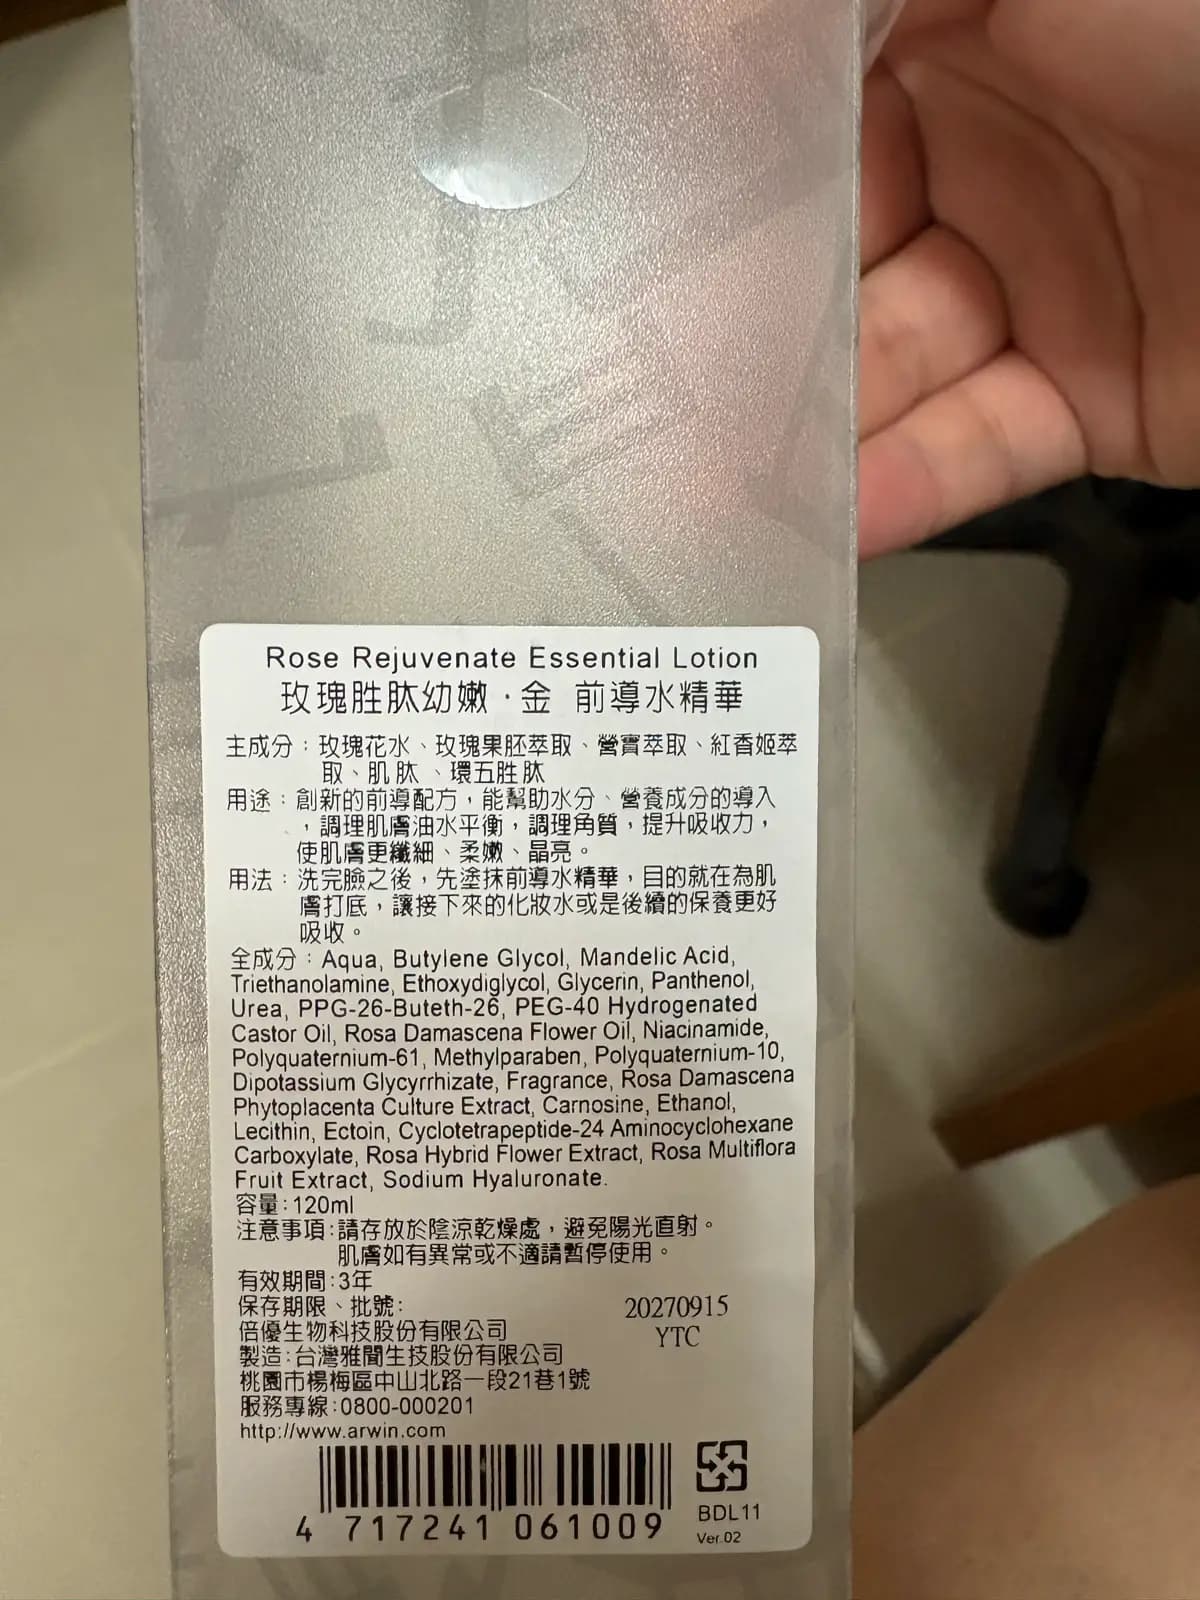 Rose Rejuvenate Essential Lotion
玫瑰胜肽幼嫩·金 前導水精華
主成分：玫瑰花水、玫瑰果胚萃取、營實萃取、紅香姬萃
取、肌肽、環五胜肽
用途：創新的前導配方，能幫助水分、營養成分的導入
，調理肌膚油水平衡，調理角質，提升吸收力，
使肌膚更纖細、柔嫩、晶亮。
用法：洗完臉之後，先塗抹前導水精華，目的就在為肌
膚打底，讓接下來的化妝水或是後續的保養更好
吸收。
全成分：Aqua, Butylene Glycol, Mandelic Acid,
Triethanolamine, Ethoxydiglycol, Glycerin, Panthenol,
Urea, PPG-26-Buteth-26, PEG-40 Hydrogenated
Castor Oil, Rosa Damascena Flower Oil, Niacinamide,
Polyquaternium-61, Methylparaben, Polyquaternium-10,
Dipotassium Glycyrrhizate, Fragrance, Rosa Damascena
Phytoplacenta Culture Extract, Carnosine, Ethanol,
Lecithin, Ectoin, Cyclotetrapeptide-24 Aminocyclohexane
Carboxylate, Rosa Hybrid Flower Extract, Rosa Multiflora
Fruit Extract, Sodium Hyaluronate.
容量：120ml
注意事項：請存放於陰涼乾燥處，避免陽光直射。
肌膚如有異常或不適請暫停使用。
有效期間：3年
保存期限、批號： 20270915
YTC
倍優生物科技股份有限公司
製造：台灣雅聞生技股份有限公司
桃園市楊梅區中山北路一段21巷1號
服務專線：0800-000201
http://www.arwin.com
4 717241 061009
BDL11
Ver.02